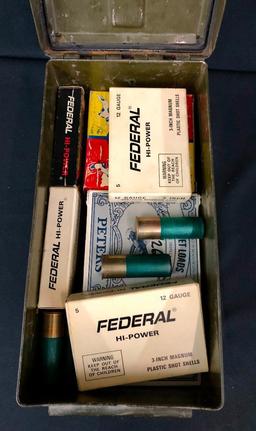 12 GAUGE
5
FEDERAL
HI-POWER
3-INCH MAGNUM
PLASTIC SHOT SHELLS
WARNING
KEEP OUT OF
THE REACH
OF CHILDREN
FEDERAL
HI-POWER
FEDERAL
HI-POWER
12 GAUGE
PETERS
5
12 GAUGE
FEDERAL
HI-POWER
WARNING
KEEP OUT OF
THE REACH
OF CHILDREN
3-INCH MAGNUM
PLASTIC SHOT SHELLS